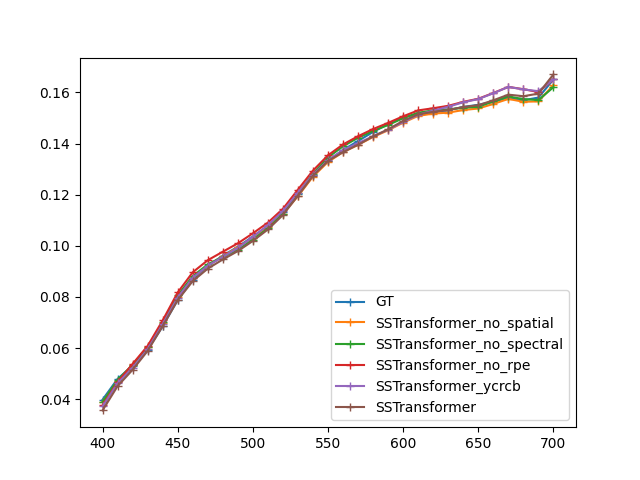 0.16
0.14
0.12
0.10
0.08
0.06
0.04
400 450 500 550 600 650 700
GT
SSTransformer_no_spatial
SSTransformer_no_spectral
SSTransformer_no_rpe
SSTransformer_ycrcb
SSTransformer